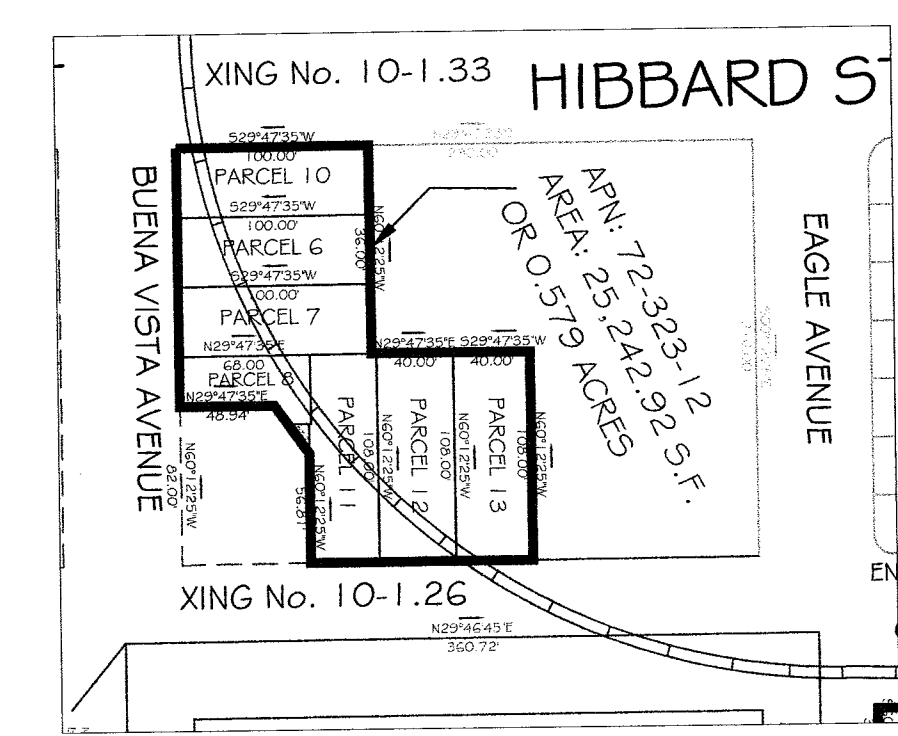 XING No. 10-1.33
HIBBARD S
S29°47'35"W
100.00'
PARCEL 10
S29°47'35"W
100.00'
PARCEL 6
N60°12'25"W
36.00'
S29°47'35"W
100.00'
PARCEL 7
N29°47'35"E
68.00
PARCEL 8
N29°47'35"E
48.94'
N29°47'35"E
40.00'
S29°47'35"W
40.00'
APN: 72-323-12
AREA: 25,242.92 S.F.
OR 0.579 ACRES
BUENA VISTA AVENUE
EAGLE AVENUE
N60°12'25"W
82.00'
N60°12'25"W
56.81'
PARCEL 11
108.00'
N60°12'25"W
PARCEL 12
108.00'
N60°12'25"W
PARCEL 13
108.00'
N60°12'25"W
XING No. 10-1.26
N29°46'45"E
360.72'
EN